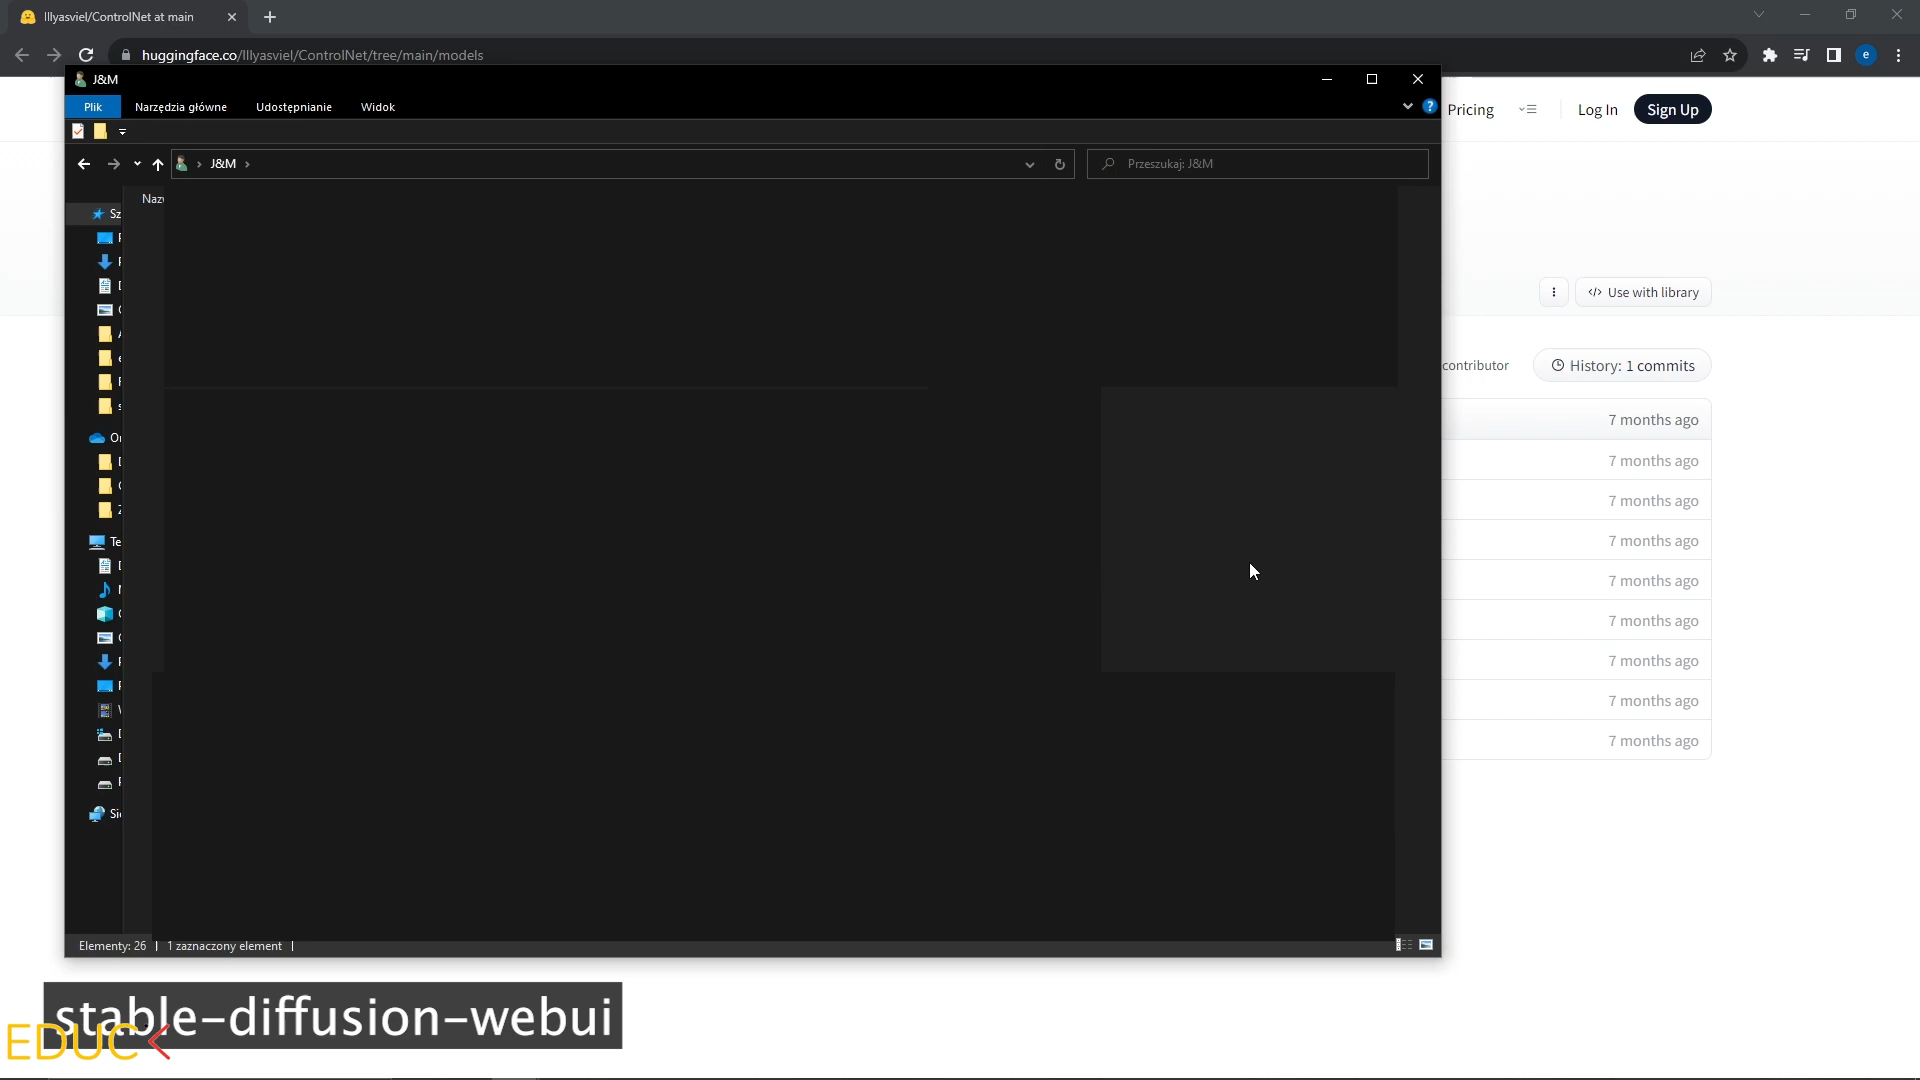 lllyasviel/ControlNet at main
huggingface.co/lllyasviel/ControlNet/tree/main/models
J&M
Plik Narzędzia główne Udostępnianie Widok
Pricing Log In Sign Up
J&M
Przeszukaj: J&M
Use with library
contributor History: 1 commits
7 months ago
7 months ago
7 months ago
7 months ago
7 months ago
7 months ago
7 months ago
7 months ago
7 months ago
Elementy: 26 1 zaznaczony element
stable-diffusion-webui
EDUC